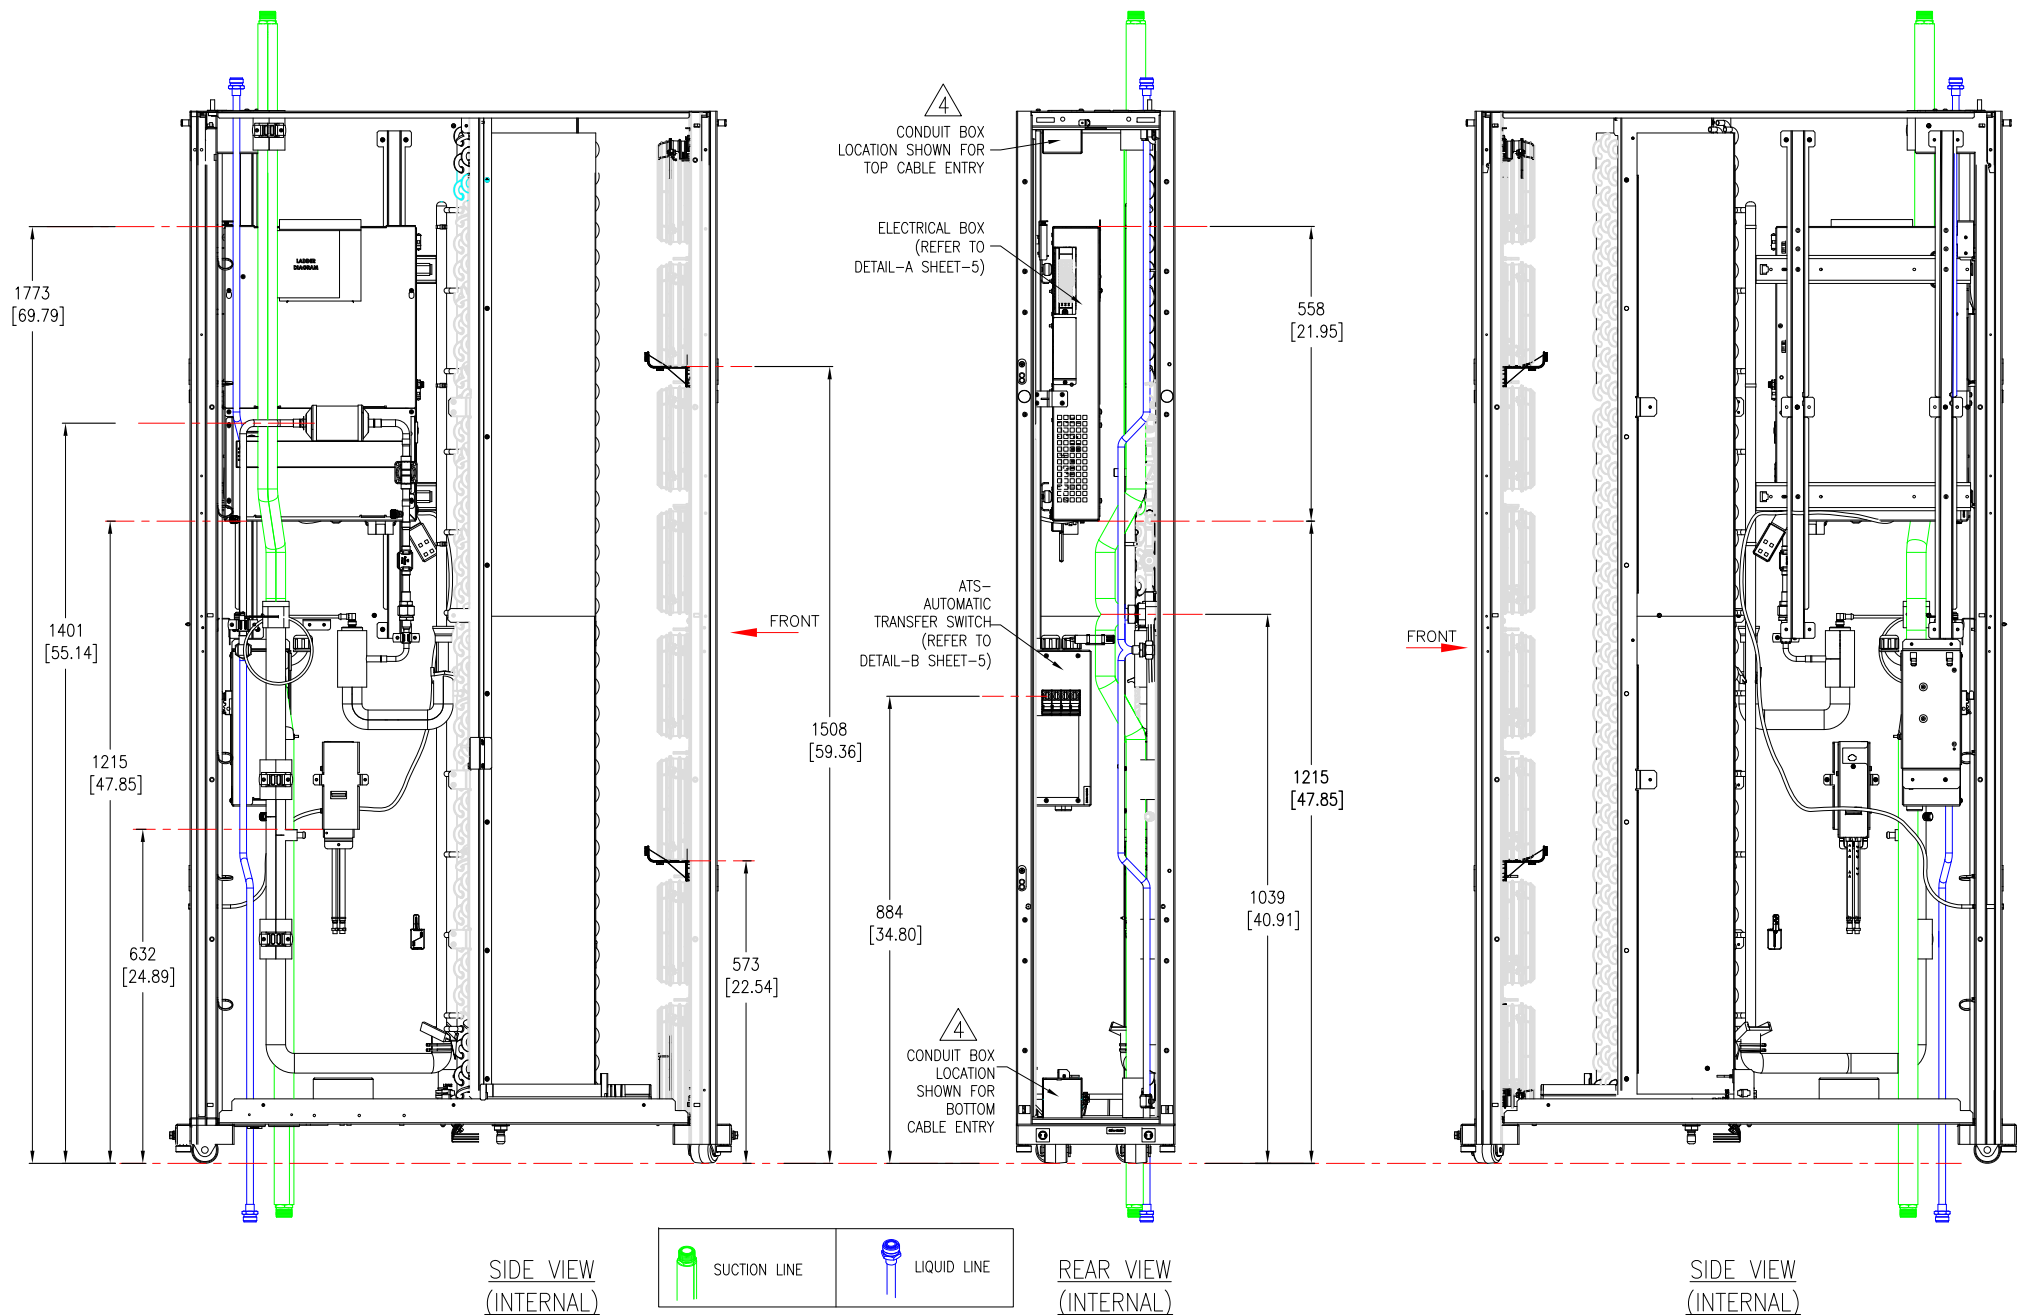 4
CONDUIT BOX
LOCATION SHOWN FOR
TOP CABLE ENTRY
ELECTRICAL BOX
(REFER TO
DETAIL-A SHEET-5)
LADDER
DIAGRAM
1773
[69.79]
558
[21.95]
1401
[55.14]
ATS-
AUTOMATIC
TRANSFER SWITCH
(REFER TO
DETAIL-B SHEET-5)
FRONT
FRONT
1215
[47.85]
1508
[59.36]
1215
[47.85]
632
[24.89]
573
[22.54]
884
[34.80]
1039
[40.91]
4
CONDUIT BOX
LOCATION
SHOWN FOR
BOTTOM
CABLE ENTRY
SUCTION LINE
LIQUID LINE
SIDE VIEW
(INTERNAL)
REAR VIEW
(INTERNAL)
SIDE VIEW
(INTERNAL)